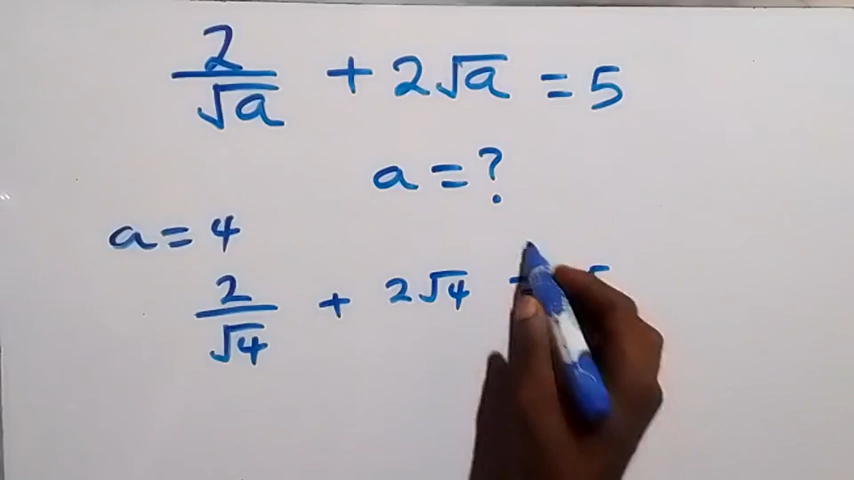 2/√a + 2√a = 5
a = ?
a = 4
2/√4 + 2√4